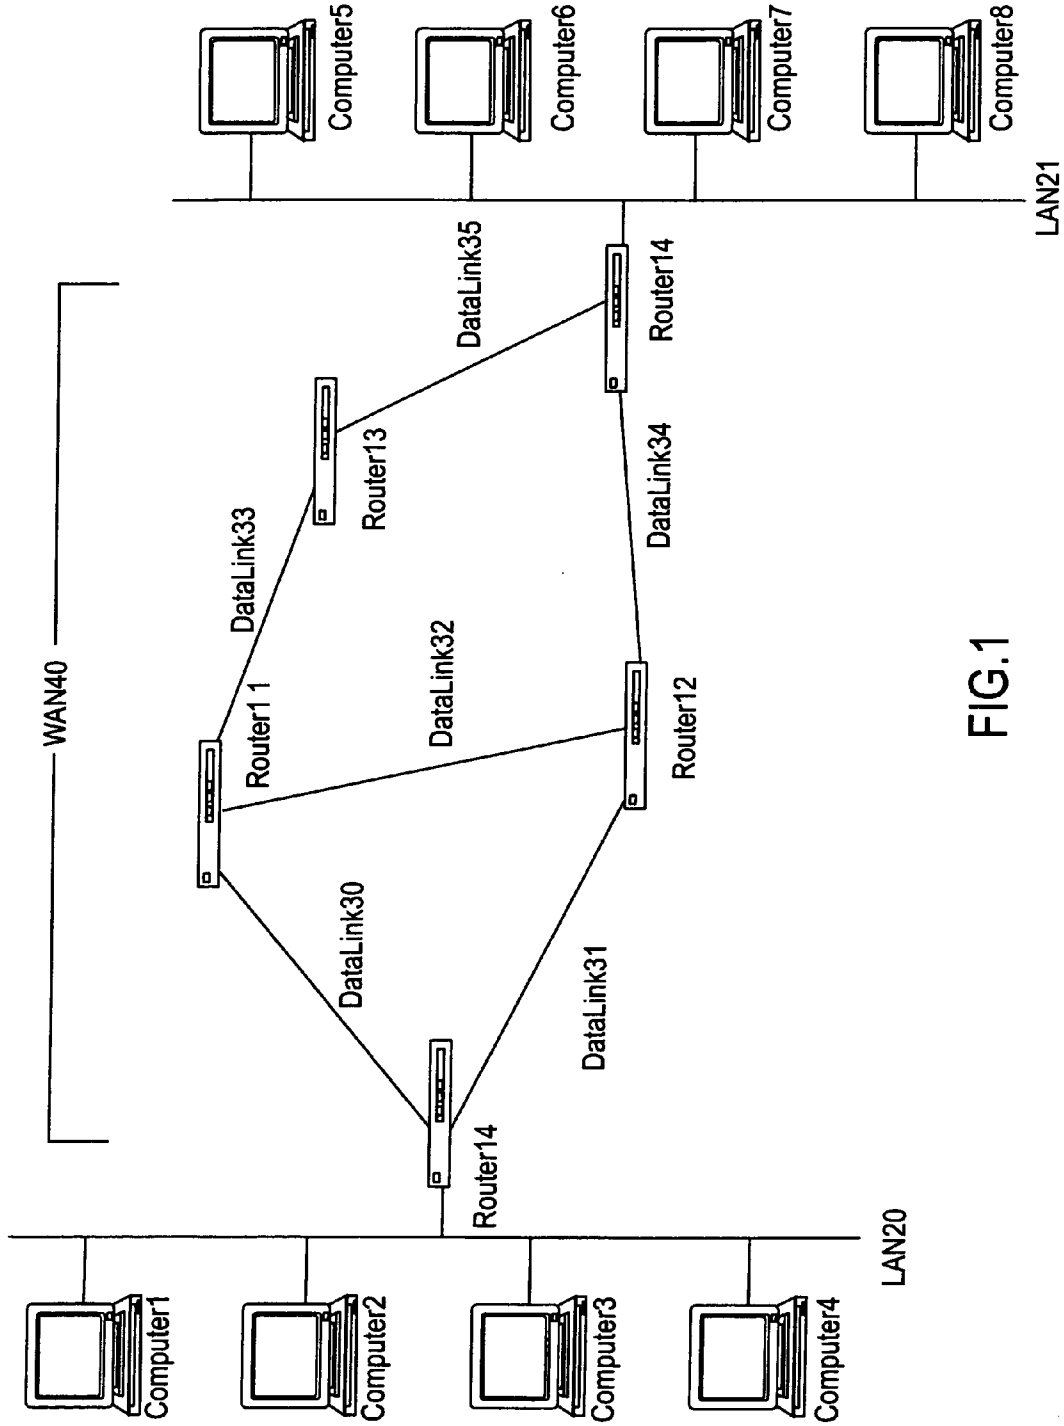 WAN40
Computer1
Computer2
Computer3
Computer4
LAN20
Router14
DataLink30
DataLink31
Router1 1
DataLink32
Router12
DataLink33
Router13
DataLink34
DataLink35
Router14
Computer5
Computer6
Computer7
Computer8
LAN21
FIG.1